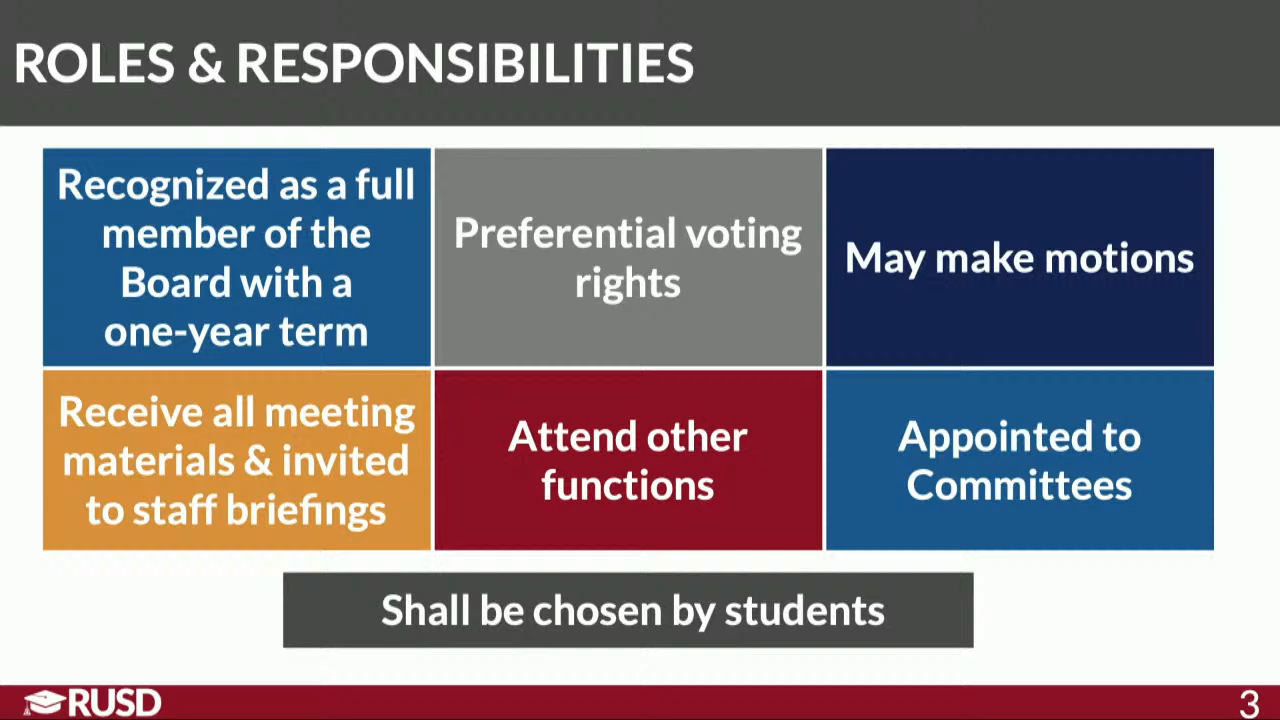 ROLES & RESPONSIBILITIES
Recognized as a full
member of the
Board with a
one-year term
Preferential voting
rights
May make motions
Receive all meeting
materials & invited
to staff briefings
Attend other
functions
Appointed to
Committees
Shall be chosen by students
RUSD
3